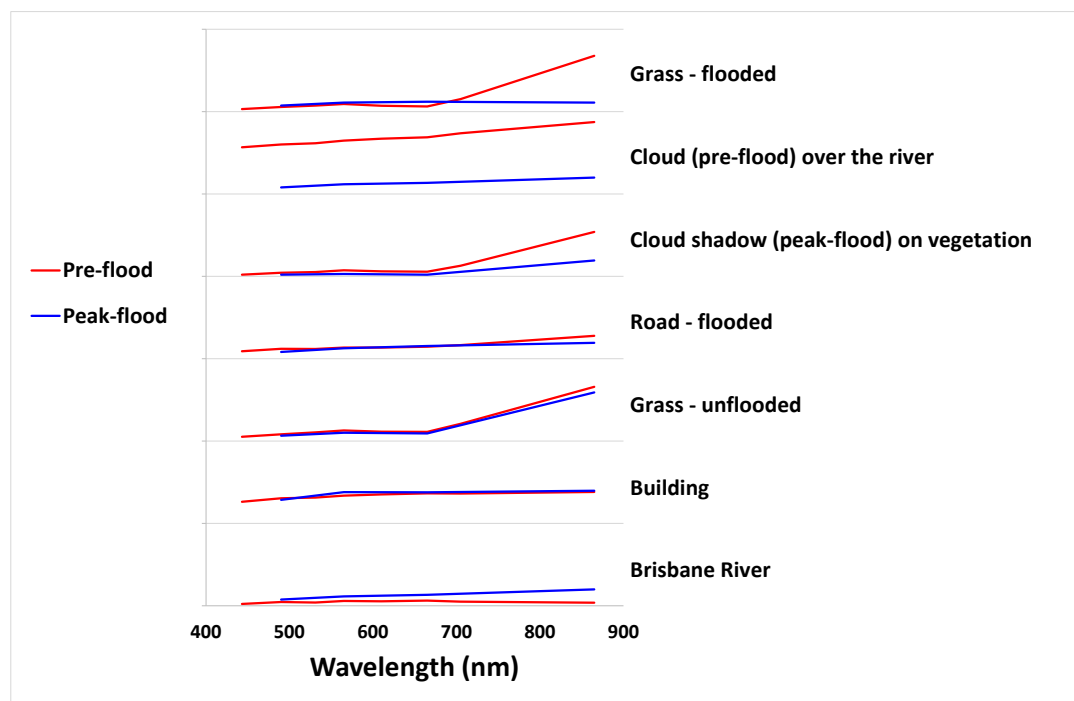 Grass - flooded
Cloud (pre-flood) over the river
Cloud shadow (peak-flood) on vegetation
Pre-flood
Peak-flood
Road - flooded
Grass - unflooded
Building
Brisbane River
400 500 600 700 800 900
Wavelength (nm)